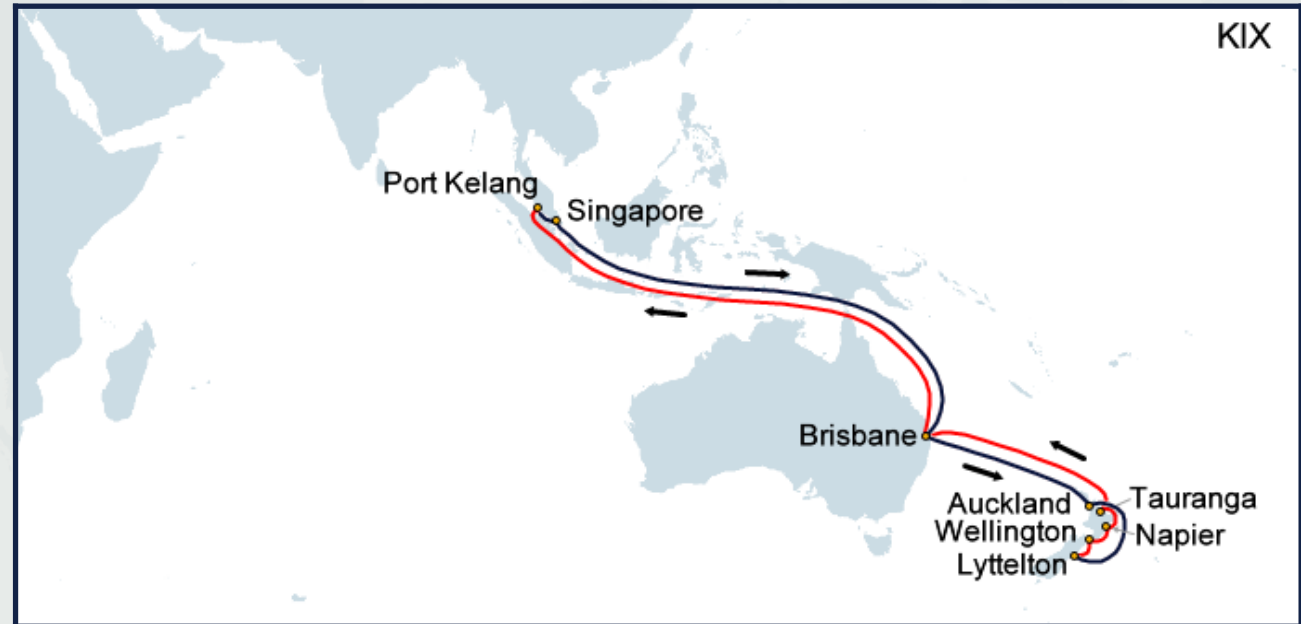 KIX
Port Kelang
Singapore
Brisbane
Auckland
Tauranga
Wellington
Napier
Lyttelton